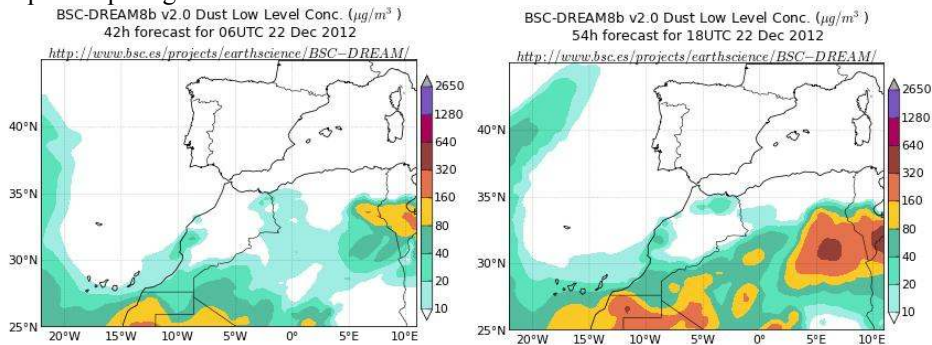 BSC-DREAM8b v2.0 Dust Low Level Conc. (μg/m³ )
42h forecast for 06UTC 22 Dec 2012
http://www.bsc.es/projects/earthscience/BSC−DREAM/
40°N
35°N
30°N
25°N
20°W 15°W 10°W 5°W 0° 5°E 10°E
2650
1280
640
320
160
80
40
20
10
BSC-DREAM8b v2.0 Dust Low Level Conc. (μg/m³ )
54h forecast for 18UTC 22 Dec 2012
http://www.bsc.es/projects/earthscience/BSC−DREAM/
40°N
35°N
30°N
25°N
20°W 15°W 10°W 5°W 0° 5°E 10°E
2650
1280
640
320
160
80
40
20
10